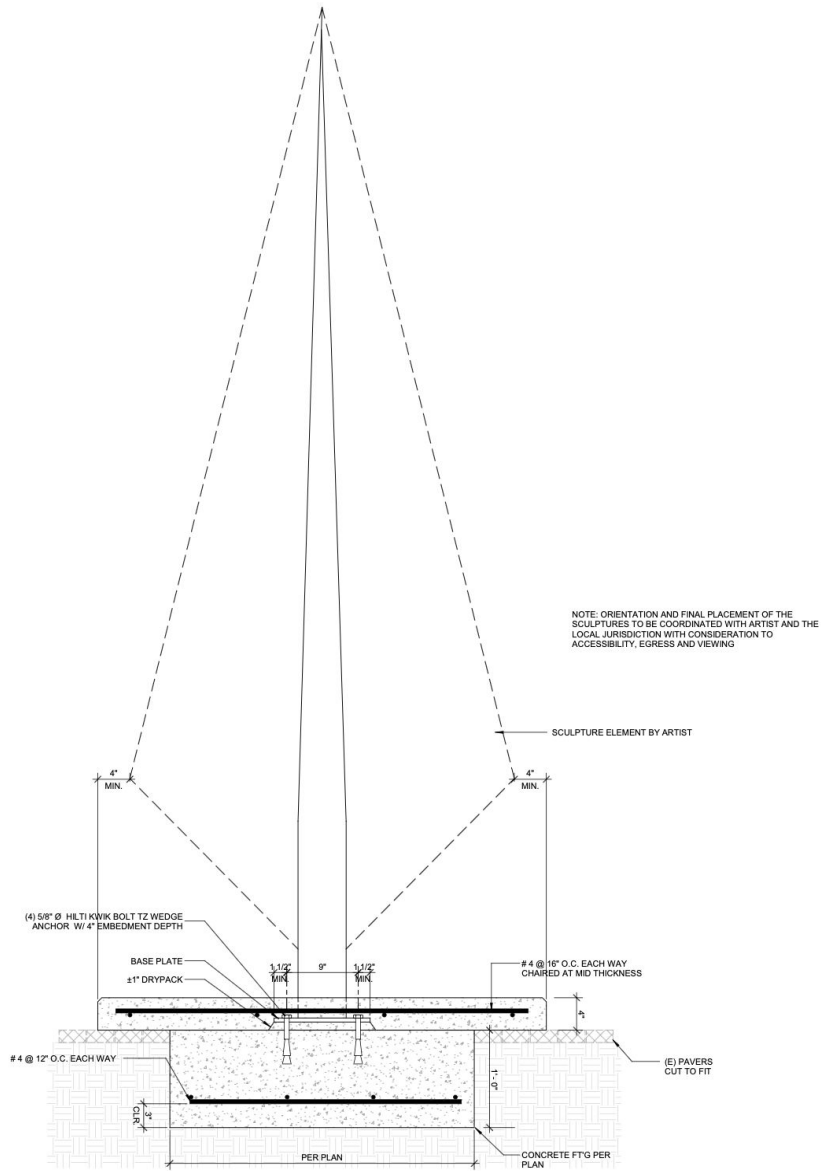 NOTE: ORIENTATION AND FINAL PLACEMENT OF THE
SCULPTURES TO BE COORDINATED WITH ARTIST AND THE
LOCAL JURISDICTION WITH CONSIDERATION TO
ACCESSIBILITY, EGRESS AND VIEWING
SCULPTURE ELEMENT BY ARTIST
4"
MIN.
4"
MIN.
(4) 5/8" Ø HILTI KWIK BOLT TZ WEDGE
ANCHOR W/ 4" EMBEDMENT DEPTH
BASE PLATE
±1" DRYPACK
1 1/2"
MIN.
9"
1 1/2"
MIN.
# 4 @ 16" O.C. EACH WAY
CHAIRED AT MID THICKNESS
4"
# 4 @ 12" O.C. EACH WAY
(E) PAVERS
CUT TO FIT
1' - 0"
3"
CLR.
PER PLAN
CONCRETE FT'G PER
PLAN